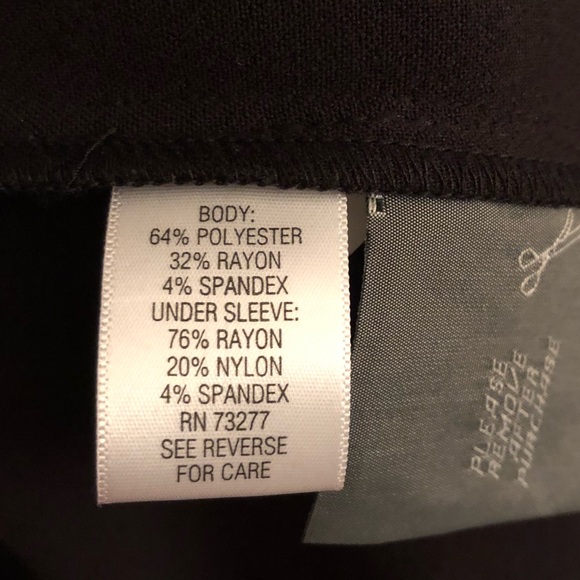 BODY:
64% POLYESTER
32% RAYON
4% SPANDEX
UNDER SLEEVE:
76% RAYON
20% NYLON
4% SPANDEX
RN 73277
SEE REVERSE
FOR CARE
PLEASE
REMOVE
AFTER
PURCHASE